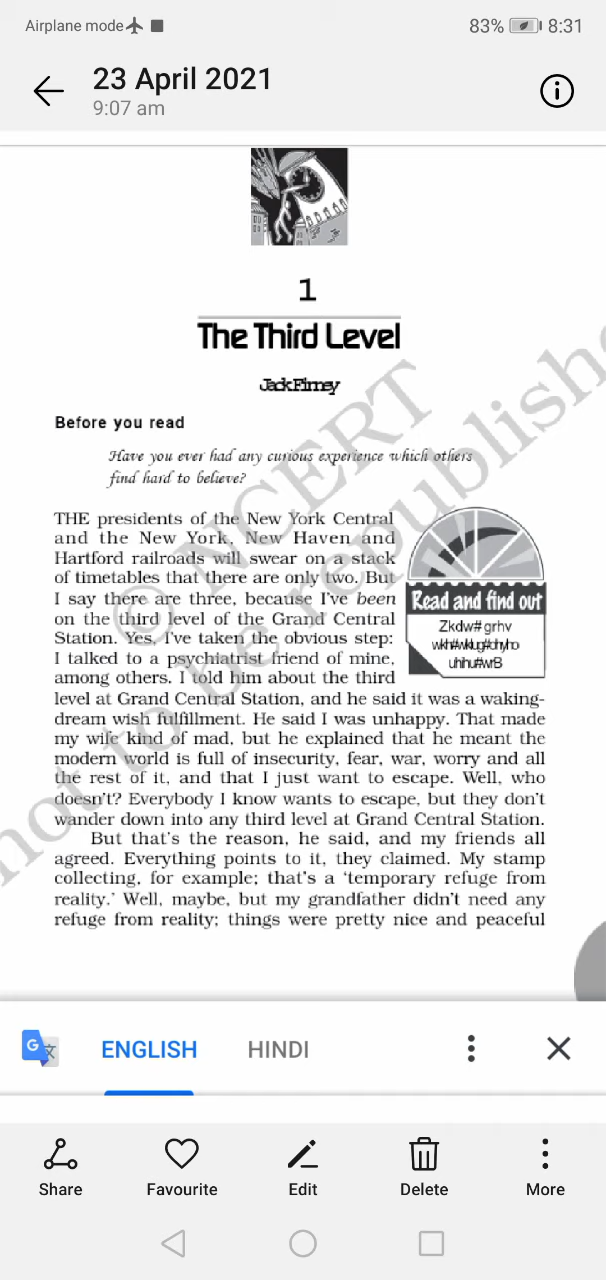 Airplane mode
83% 8:31
23 April 2021
9:07 am
1
The Third Level
Jack Finney
Before you read
Have you ever had any curious experience which others
find hard to believe?
THE presidents of the New York Central
and the New York, New Haven and
Hartford railroads will swear on a stack
of timetables that there are only two. But
I say there are three, because I've been
on the third level of the Grand Central
Station. Yes, I've taken the obvious step:
I talked to a psychiatrist friend of mine,
among others. I told him about the third
level at Grand Central Station, and he said it was a waking-
dream wish fulfillment. He said I was unhappy. That made
my wife kind of mad, but he explained that he meant the
modern world is full of insecurity, fear, war, worry and all
the rest of it, and that I just want to escape. Well, who
doesn't? Everybody I know wants to escape, but they don't
wander down into any third level at Grand Central Station.
But that's the reason, he said, and my friends all
agreed. Everything points to it, they claimed. My stamp
collecting, for example; that's a ‘temporary refuge from
reality.’ Well, maybe, but my grandfather didn't need any
refuge from reality; things were pretty nice and peaceful
Read and find out
Zkdw# grhv
© NCERT
not to be republishe
G
ENGLISH
HINDI
Share
Favourite
Edit
Delete
More